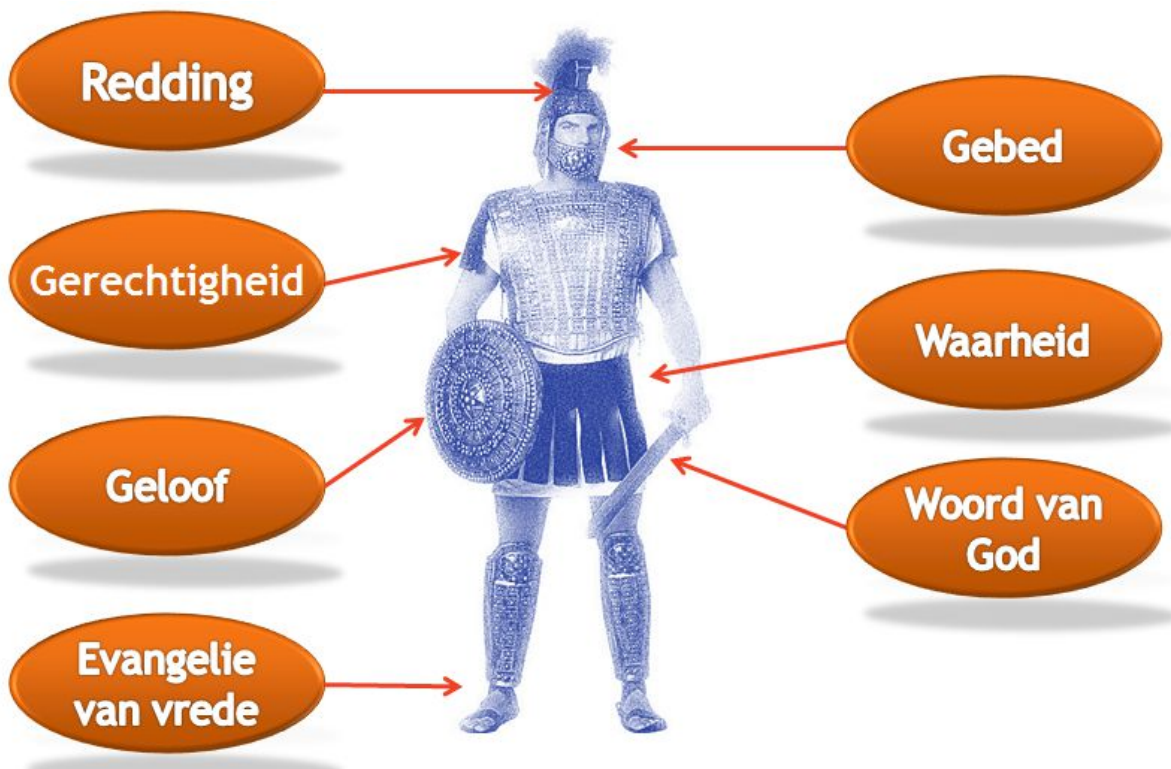 Redding
Gerechtigheid
Geloof
Evangelie
van vrede
Gebed
Waarheid
Woord van
God